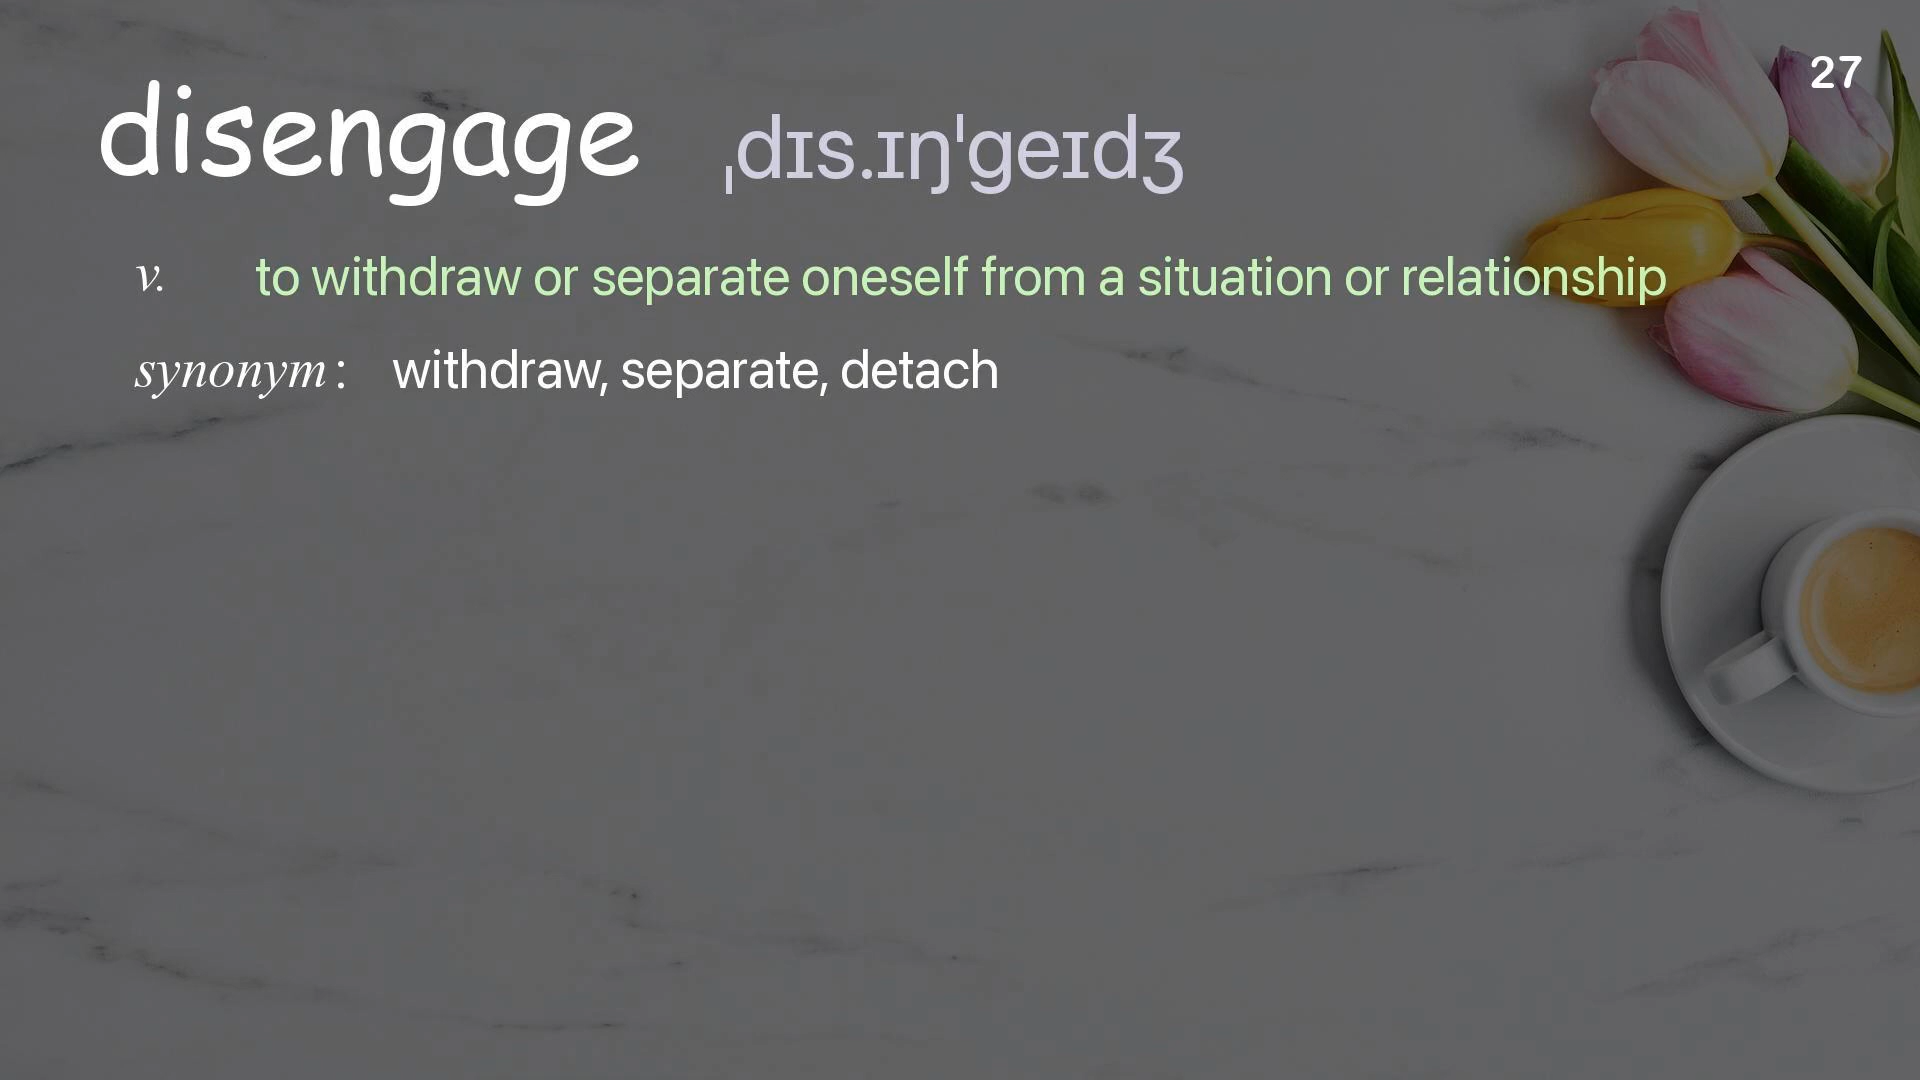 27
disengage ˌdɪs.ɪŋˈɡeɪdʒ
v. to withdraw or separate oneself from a situation or relationship
synonym : withdraw, separate, detach